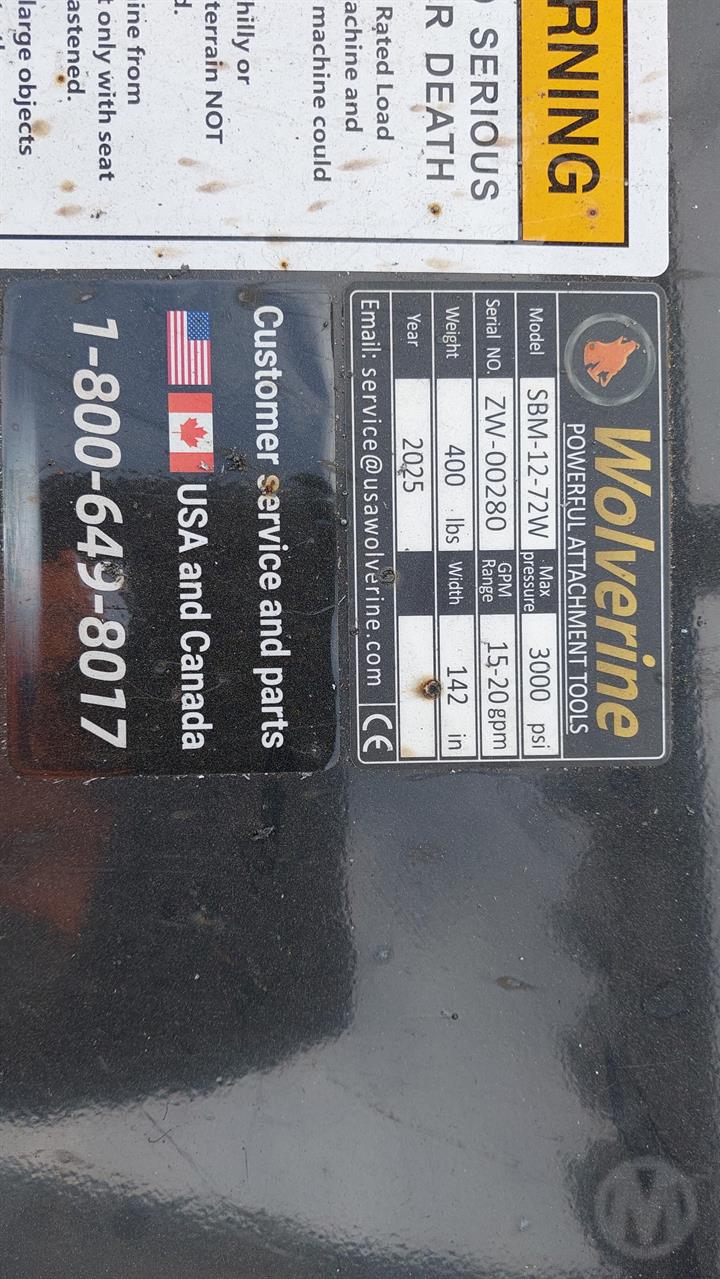 RNING
SERIOUS
R DEATH
Rated Load
achine and
machine could
hilly or
terrain NOT
d.
ine from
t only with seat
astened.
large objects
Wolverine
POWERFUL ATTACHMENT TOOLS
Model SBM-12-72W Max pressure 3000 psi
Serial NO. ZW-00280 GPM Range 15-20 gpm
Weight 400 lbs Width 142 in
Year 2025
Email: service@usawolverine.com CE
Customer service and parts
USA and Canada
1-800-649-8017
M